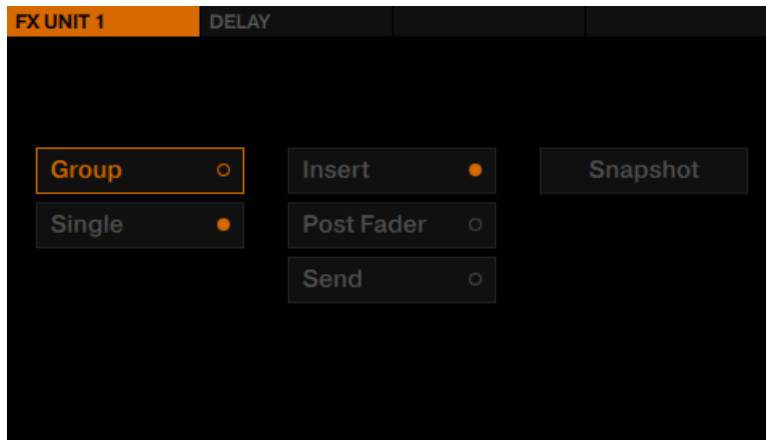 FX UNIT 1
DELAY
Group
Insert
Snapshot
Single
Post Fader
Send